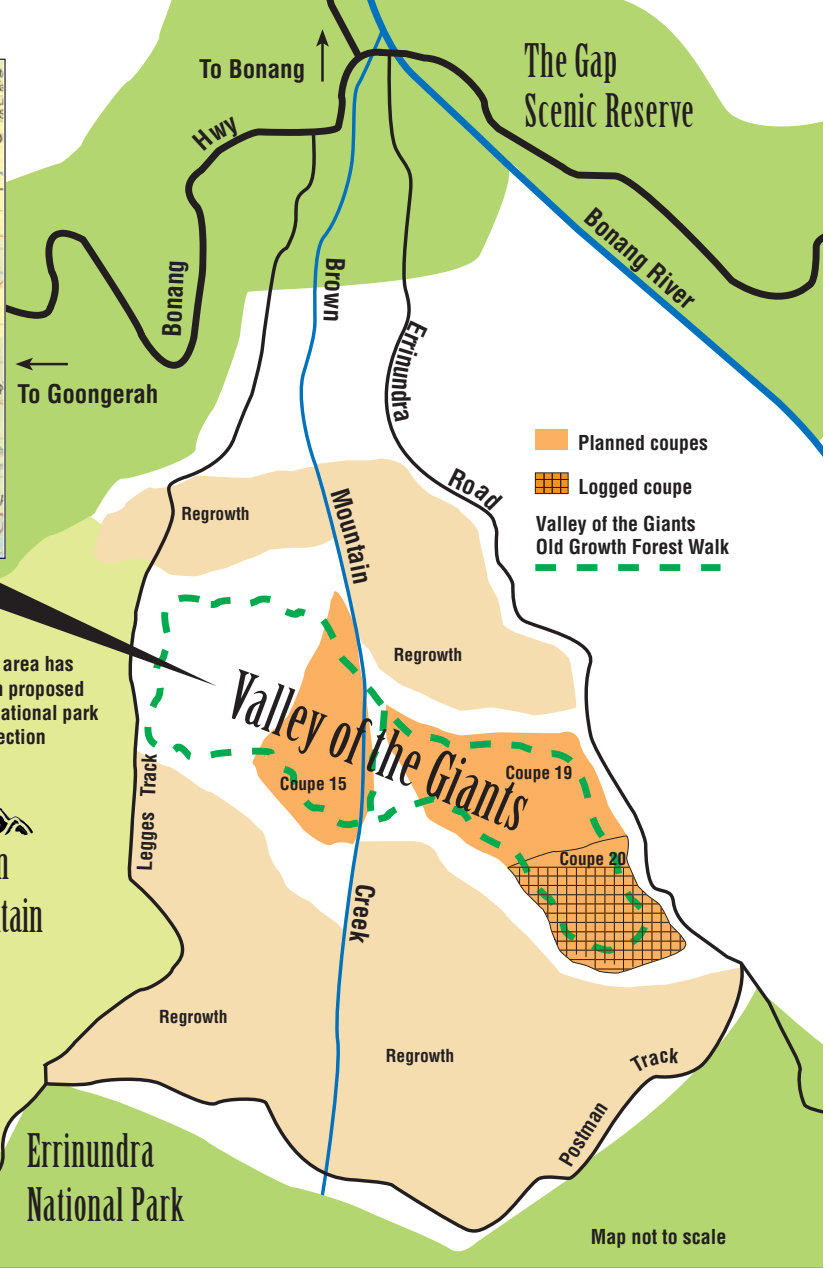 To Bonang
The Gap
Scenic Reserve
Hwy
Bonang
Brown
Bonang River
Errinundra
To Goongerah
Planned coupes
Logged coupe
Valley of the Giants
Old Growth Forest Walk
Road
Mountain
Regrowth
Regrowth
area has
proposed
national park
Valley of the Giants
Coupe 19
Coupe 15
Legges Track
Coupe 20
Creek
Regrowth
Regrowth
Track
Postman
Errinundra
National Park
Map not to scale